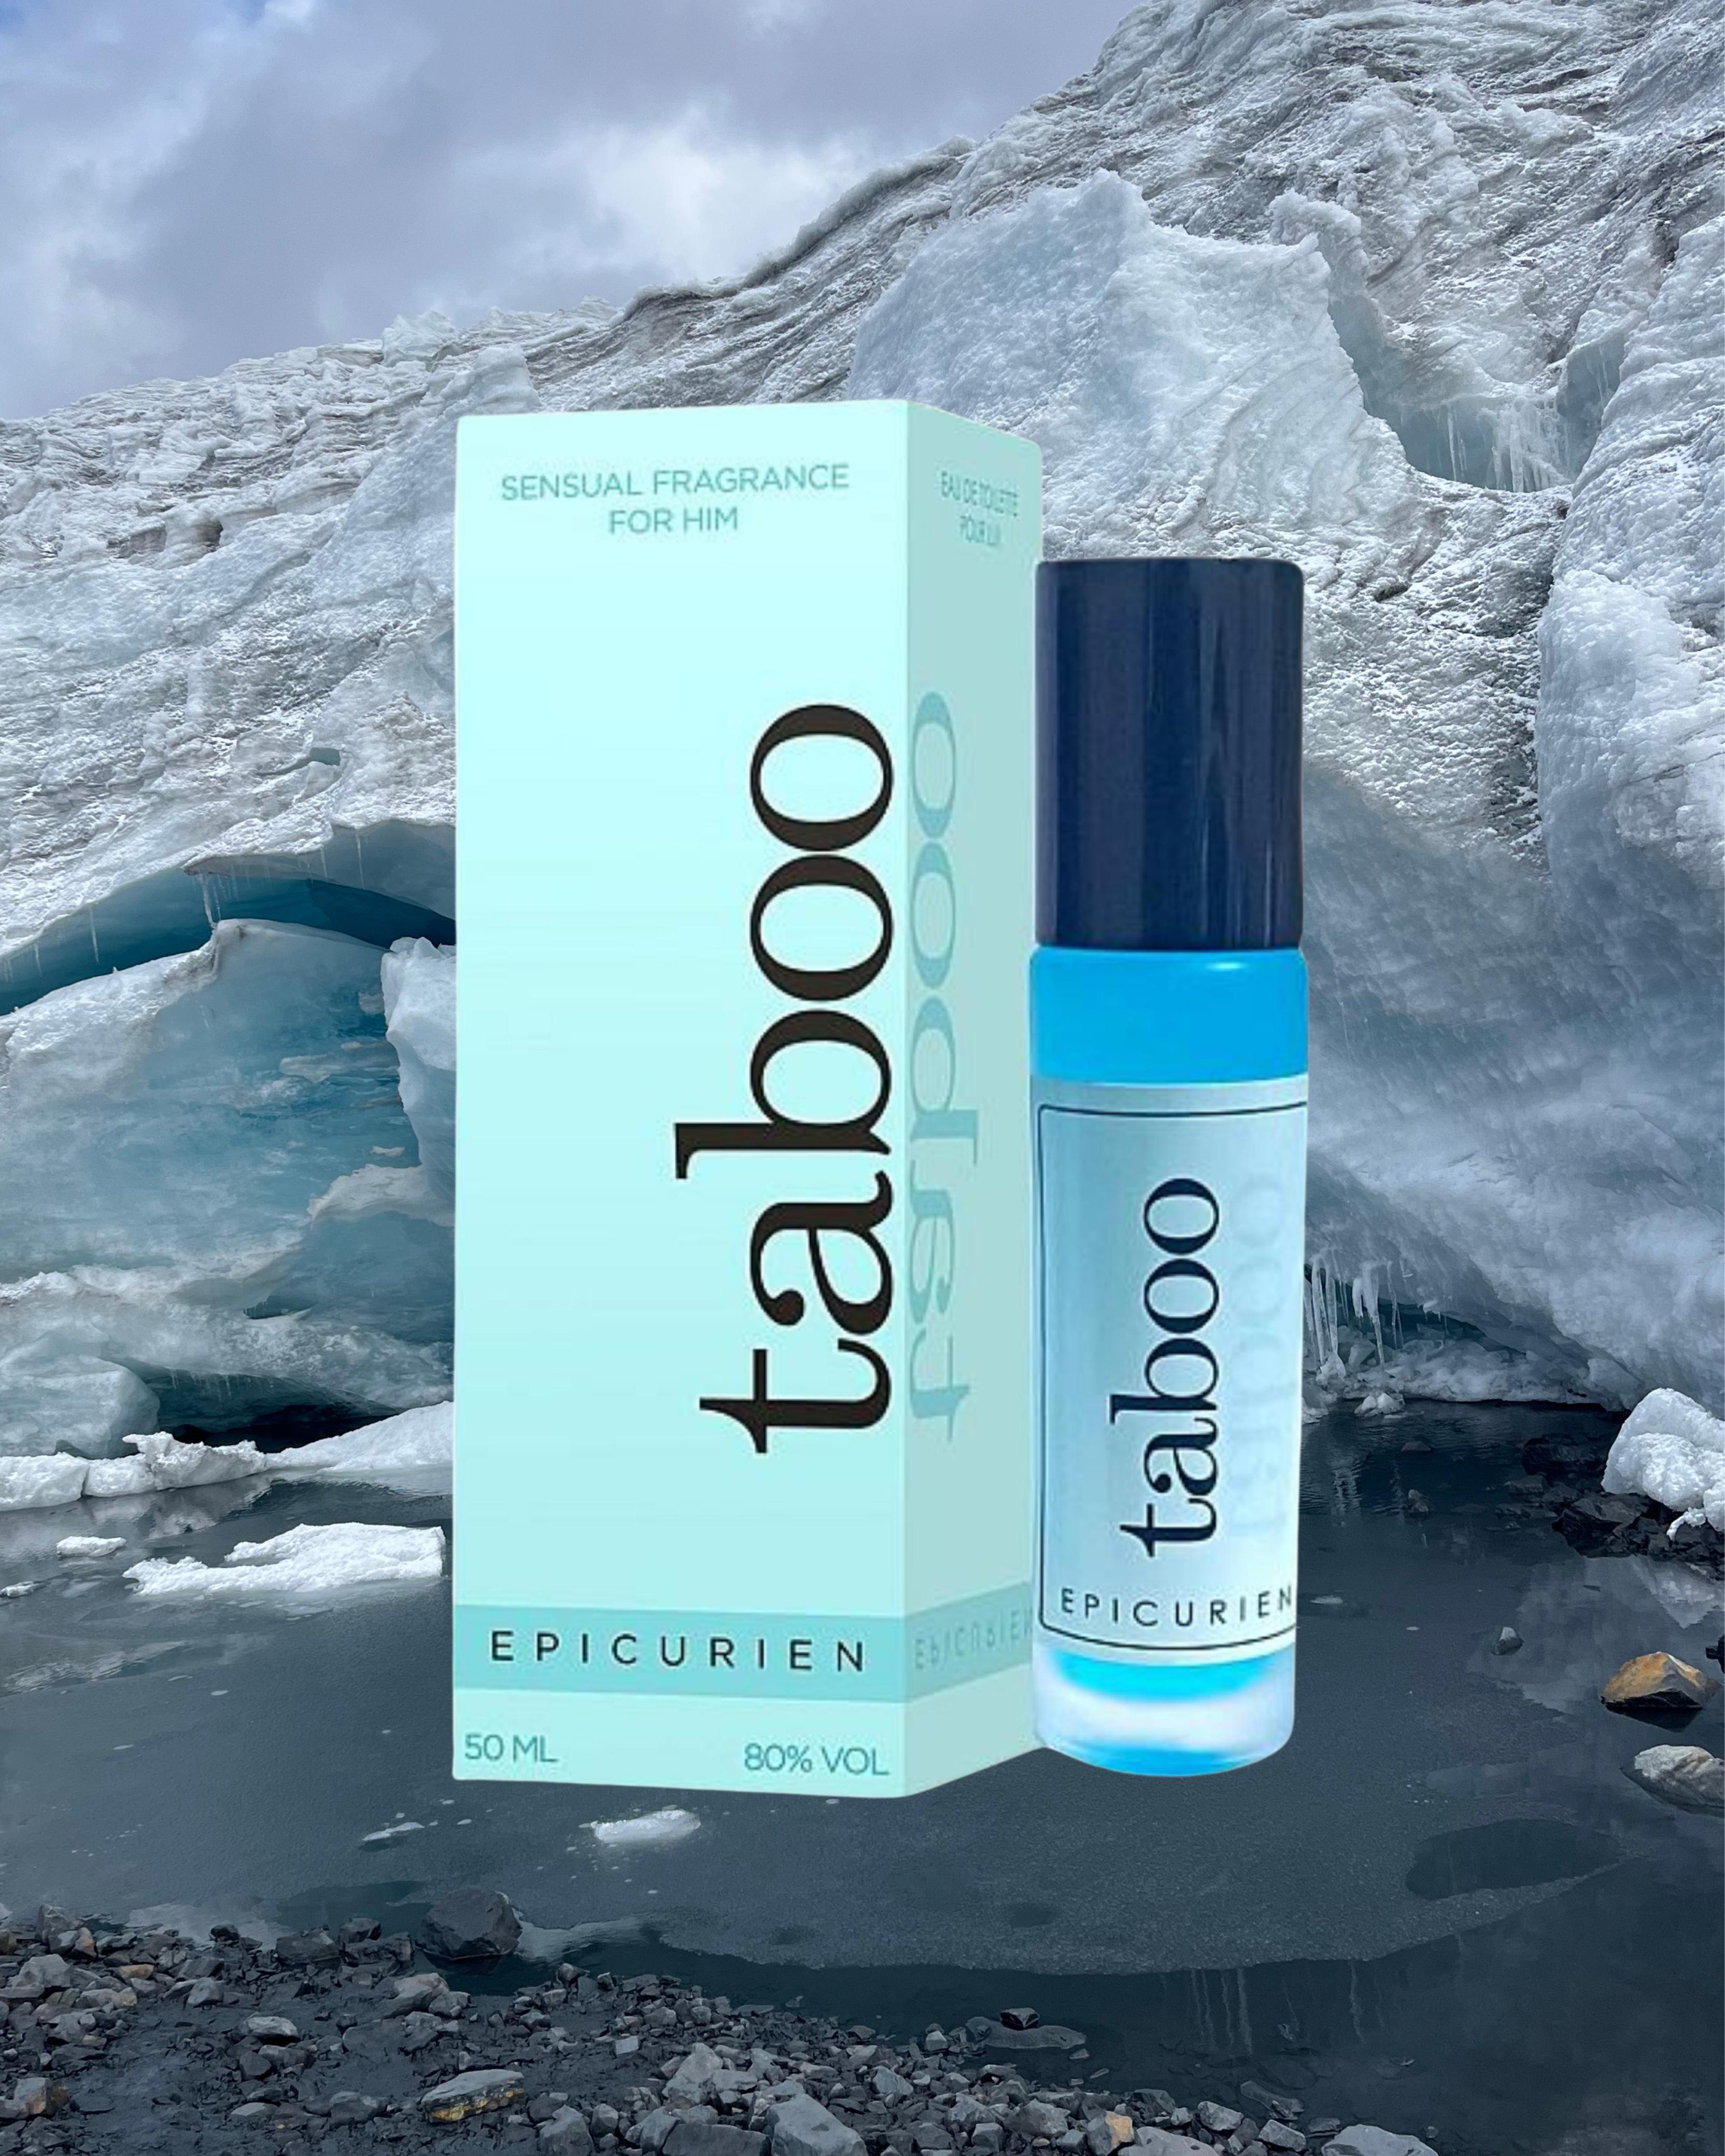 SENSUAL FRAGRANCE
FOR HIM
EAU DE TOILETTE
POUR LUI
taboo
EPICURIEN
50 ML
80% VOL
taboo
EPICURIEN